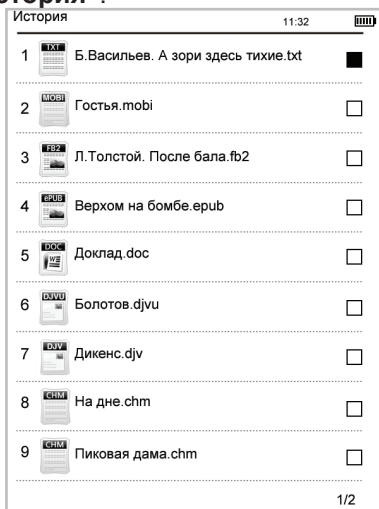 стория".
История 11:32
1 TXT Б.Васильев. А зори здесь тихие.txt
2 MOBI Гостья.mobi
3 FB2 Л.Толстой. После бала.fb2
4 ePUB Верхом на бомбе.epub
5 DOC Доклад.doc
6 DJVU Болотов.djvu
7 DJV Дикенс.djv
8 CHM На дне.chm
9 CHM Пиковая дама.chm
1/2